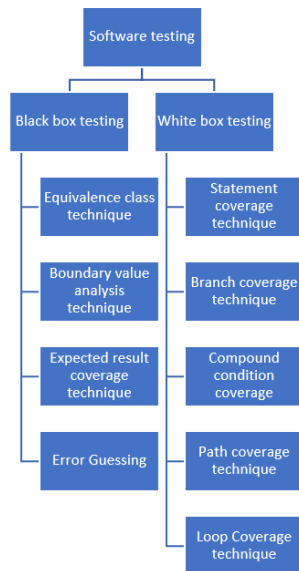 Software testing
Black box testing
Equivalence class
technique
Boundary value
analysis
technique
Expected result
coverage
technique
Error Guessing
White box testing
Statement
coverage
technique
Branch coverage
technique
Compound
condition
coverage
Path coverage
technique
Loop Coverage
technique